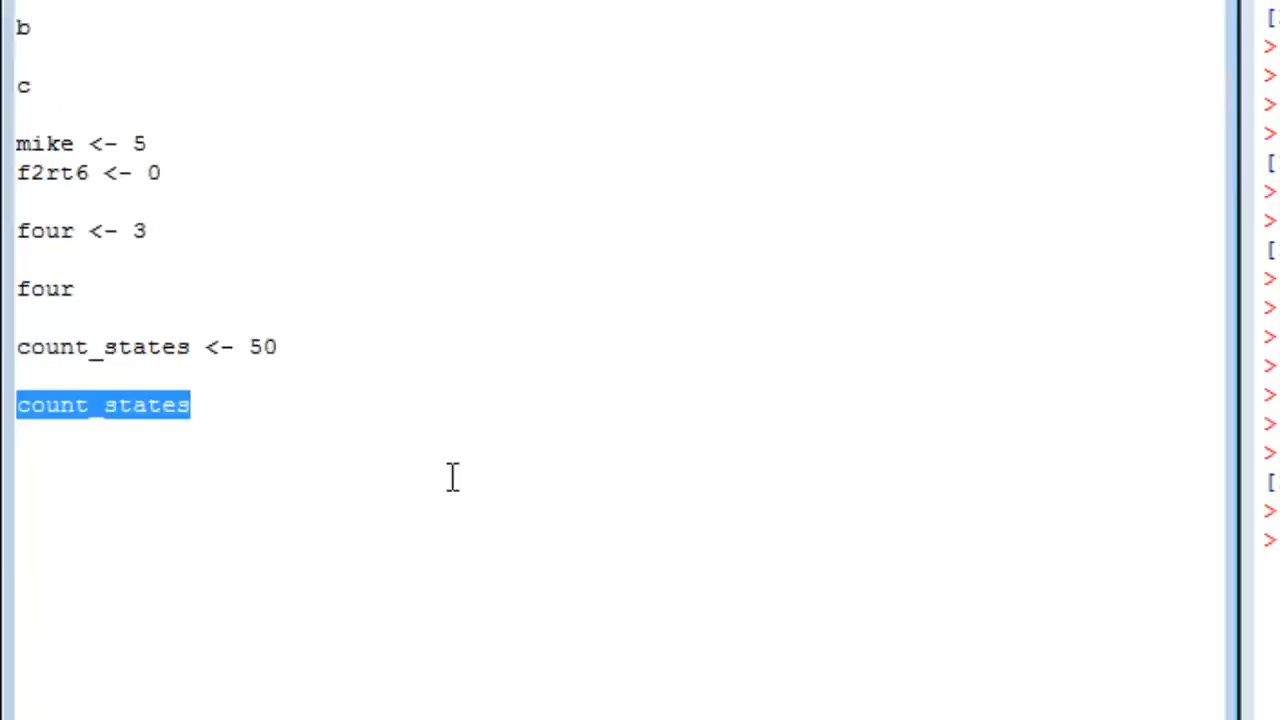 b
c
mike <- 5
f2rt6 <- 0
four <- 3
four
count_states <- 50
count_states
[
>
>
>
>
[
>
>
[
>
>
>
>
>
>
>
[
>
>